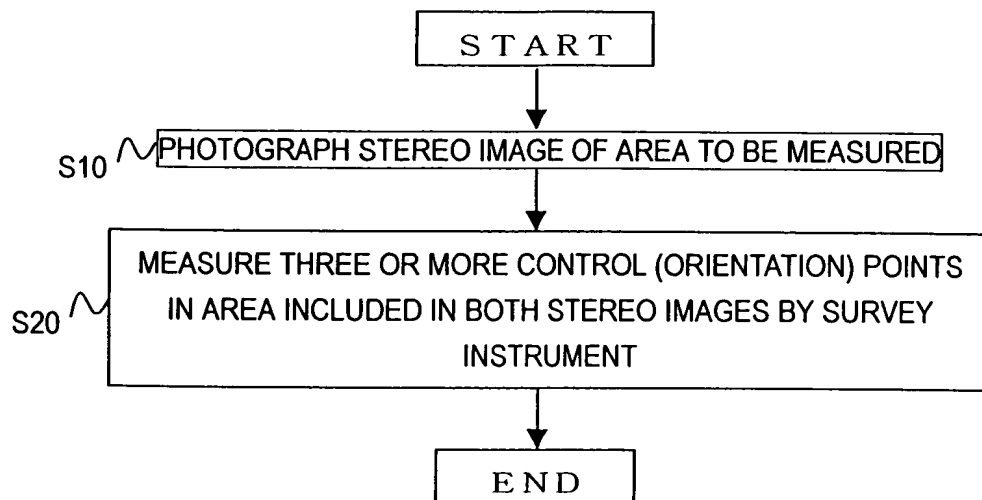 START
S10
PHOTOGRAPH STEREO IMAGE OF AREA TO BE MEASURED
S20
MEASURE THREE OR MORE CONTROL (ORIENTATION) POINTS
IN AREA INCLUDED IN BOTH STEREO IMAGES BY SURVEY
INSTRUMENT
END